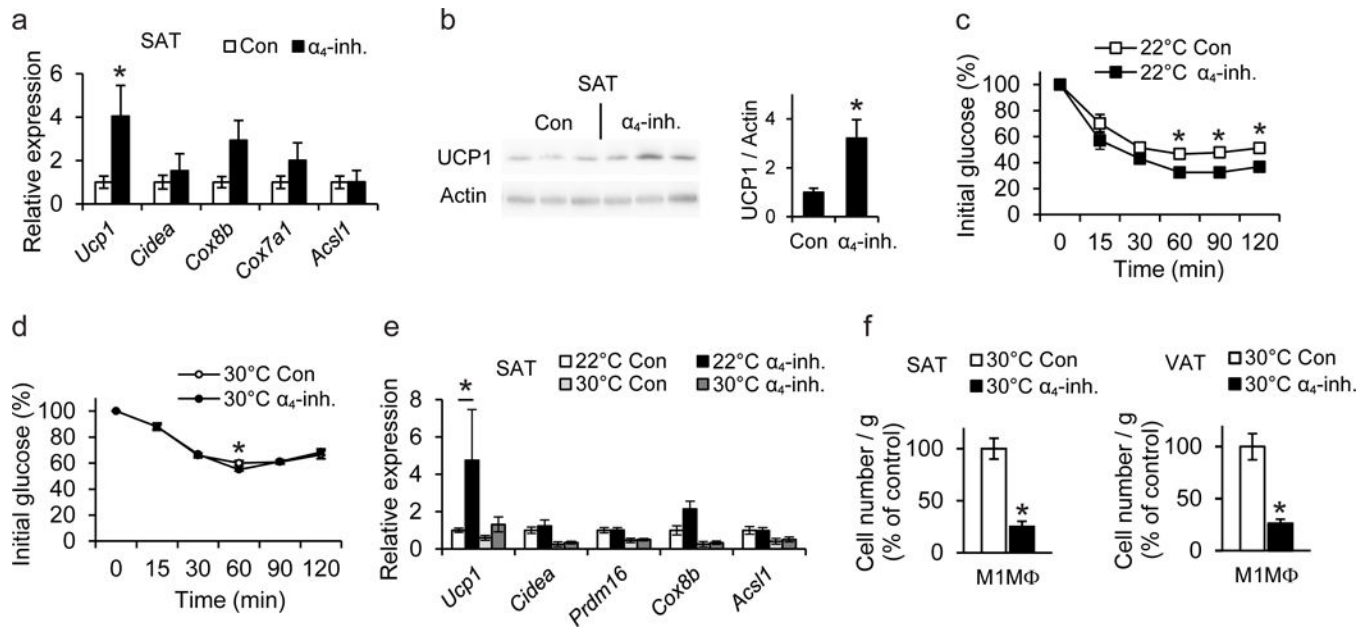 a
SAT
Con
α₄-inh.
Relative expression
6
4
2
0
*
Ucp1
Cidea
Cox8b
Cox7a1
Acsl1
b
SAT
Con
α₄-inh.
UCP1
Actin
UCP1 / Actin
4
2
0
*
Con
α₄-inh.
c
22°C Con
22°C α₄-inh.
Initial glucose (%)
100
80
60
40
20
0
* * *
0 15 30 60 90 120
Time (min)
d
30°C Con
30°C α₄-inh.
Initial glucose (%)
100
80
60
40
20
0
*
0 15 30 60 90 120
Time (min)
e
SAT
22°C Con
22°C α₄-inh.
30°C Con
30°C α₄-inh.
Relative expression
8
6
4
2
0
*
Ucp1
Cidea
Prdm16
Cox8b
Acsl1
f
SAT
30°C Con
30°C α₄-inh.
Cell number / g
(% of control)
100
50
0
*
M1MΦ
VAT
30°C Con
30°C α₄-inh.
Cell number / g
(% of control)
100
50
0
*
M1MΦ